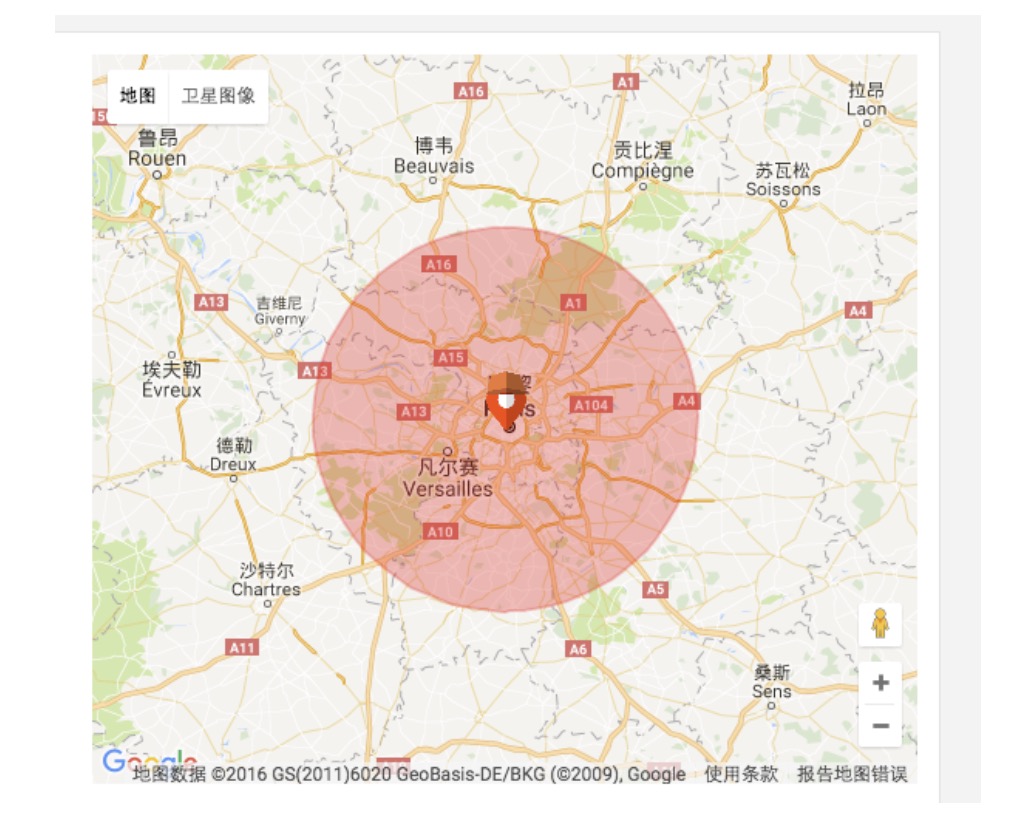 地图 卫星图像
A16
A1
拉昂
Laon
鲁昂
Rouen
博韦
Beauvais
贡比涅
Compiègne
苏瓦松
Soissons
A16
A13
吉维尼
Giverny
A1
A4
A15
A13
埃夫勒
Évreux
A13
A104
A4
德勒
Dreux
凡尔赛
Versailles
A10
沙特尔
Chartres
A5
A11
A6
桑斯
Sens
+
−
Google
地图数据 ©2016 GS(2011)6020 GeoBasis-DE/BKG (©2009), Google 使用条款 报告地图错误